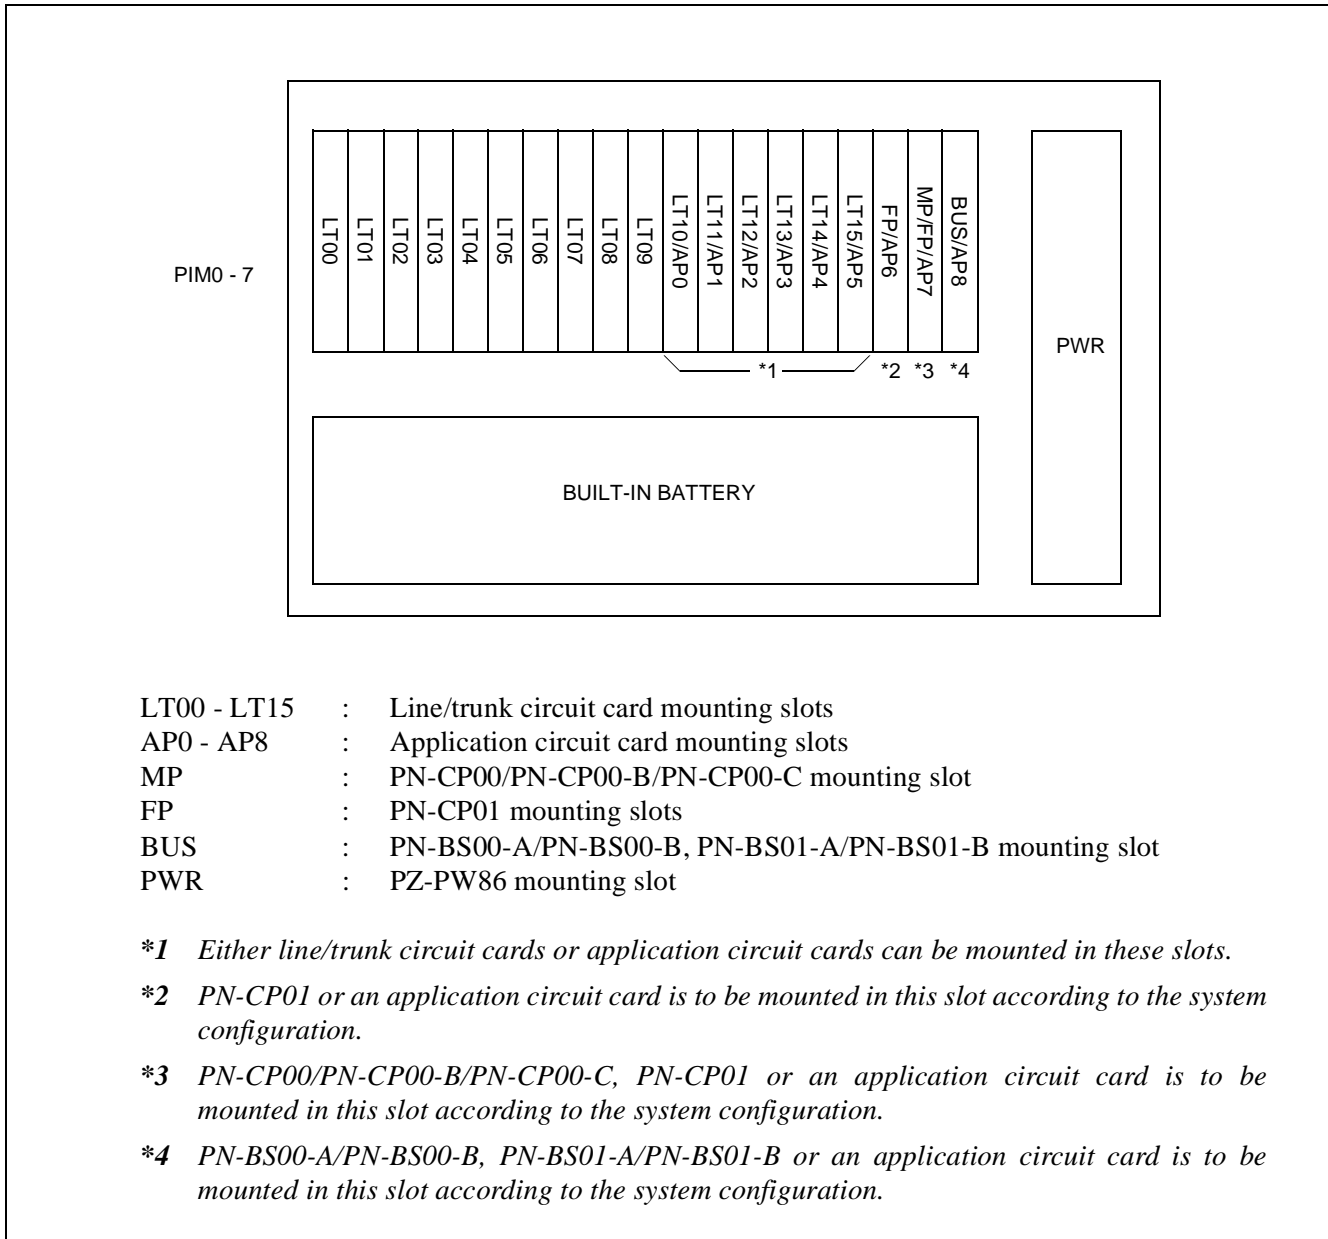 LT00
LT01
LT02
LT03
LT04
LT05
LT06
LT07
LT08
LT09
LT10/AP0
LT11/AP1
LT12/AP2
LT13/AP3
LT14/AP4
LT15/AP5
FP/AP6
MP/FP/AP7
BUS/AP8
PIM0 - 7
PWR
*1
*2
*3
*4
BUILT-IN BATTERY
LT00 - LT15 : Line/trunk circuit card mounting slots
AP0 - AP8 : Application circuit card mounting slots
MP : PN-CP00/PN-CP00-B/PN-CP00-C mounting slot
FP : PN-CP01 mounting slots
BUS : PN-BS00-A/PN-BS00-B, PN-BS01-A/PN-BS01-B mounting slot
PWR : PZ-PW86 mounting slot
*1 Either line/trunk circuit cards or application circuit cards can be mounted in these slots.
*2 PN-CP01 or an application circuit card is to be mounted in this slot according to the system
configuration.
*3 PN-CP00/PN-CP00-B/PN-CP00-C, PN-CP01 or an application circuit card is to be
mounted in this slot according to the system configuration.
*4 PN-BS00-A/PN-BS00-B, PN-BS01-A/PN-BS01-B or an application circuit card is to be
mounted in this slot according to the system configuration.